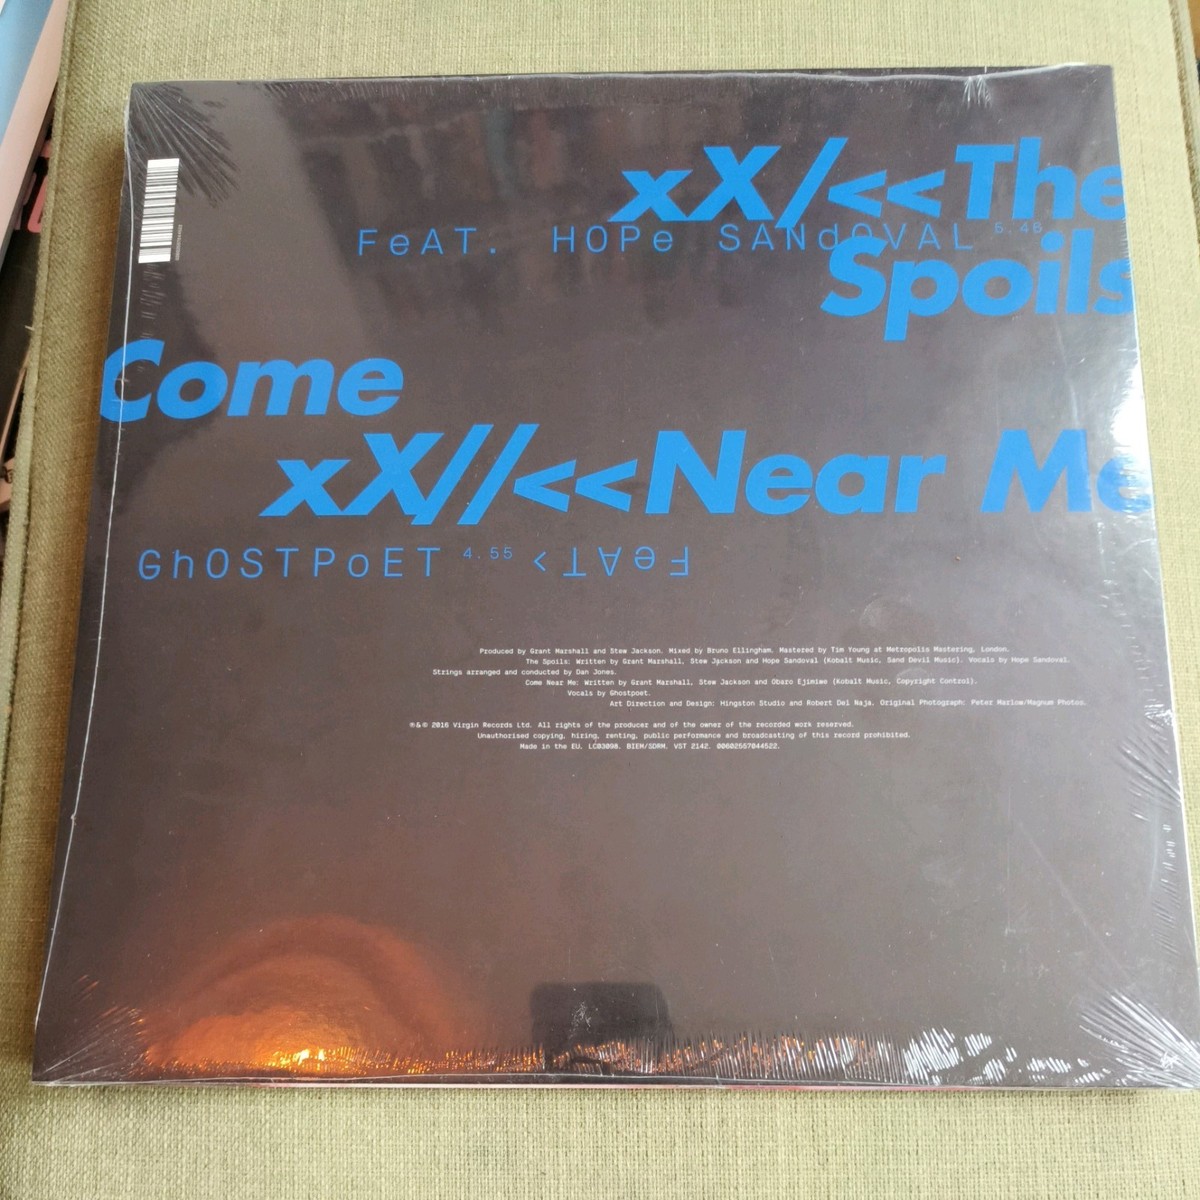 xX/<<The
FeAT. HOPe SANdOVAL 5.46
Spoils
Come
xX//<<Near Me
GhOSTPoET 4.55 <TAeF
Produced by Grant Marshall and Stew Jackson. Mixed by Bruno Ellingham. Mastered by Tim Young at Metropolis Mastering, London.
The Spoils: Written by Grant Marshall, Stew Jackson and Hope Sandoval (Kobalt Music, Sand Devil Music). Vocals by Hope Sandoval.
Strings arranged and conducted by Dan Jones.
Come Near Me: Written by Grant Marshall, Stew Jackson and Obaro Ejimiwe (Kobalt Music, Copyright Control).
Vocals by Ghostpoet.
Art Direction and Design: Hingston Studio and Robert Del Naja. Original Photograph: Peter Marlow/Magnum Photos.
℗&© 2016 Virgin Records Ltd. All rights of the producer and of the owner of the recorded work reserved.
Unauthorised copying, hiring, renting, public performance and broadcasting of this record prohibited.
Made in the EU. LC03098. BIEM/SDRM. VST 2142. 00602557044522.